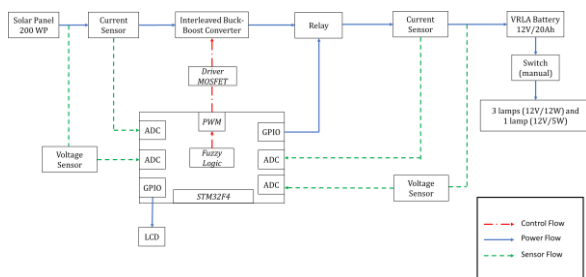 Solar Panel
200 WP
Current
Sensor
Interleaved Buck-
Boost Converter
Relay
Current
Sensor
VRLA Battery
12V/20Ah
Switch
(manual)
3 lamps (12V/12W) and
1 lamp (12V/5W)
Driver
MOSFET
PWM
Fuzzy
Logic
ADC
ADC
GPIO
GPIO
ADC
ADC
STM32F4
Voltage
Sensor
Voltage
Sensor
LCD
Control Flow
Power Flow
Sensor Flow